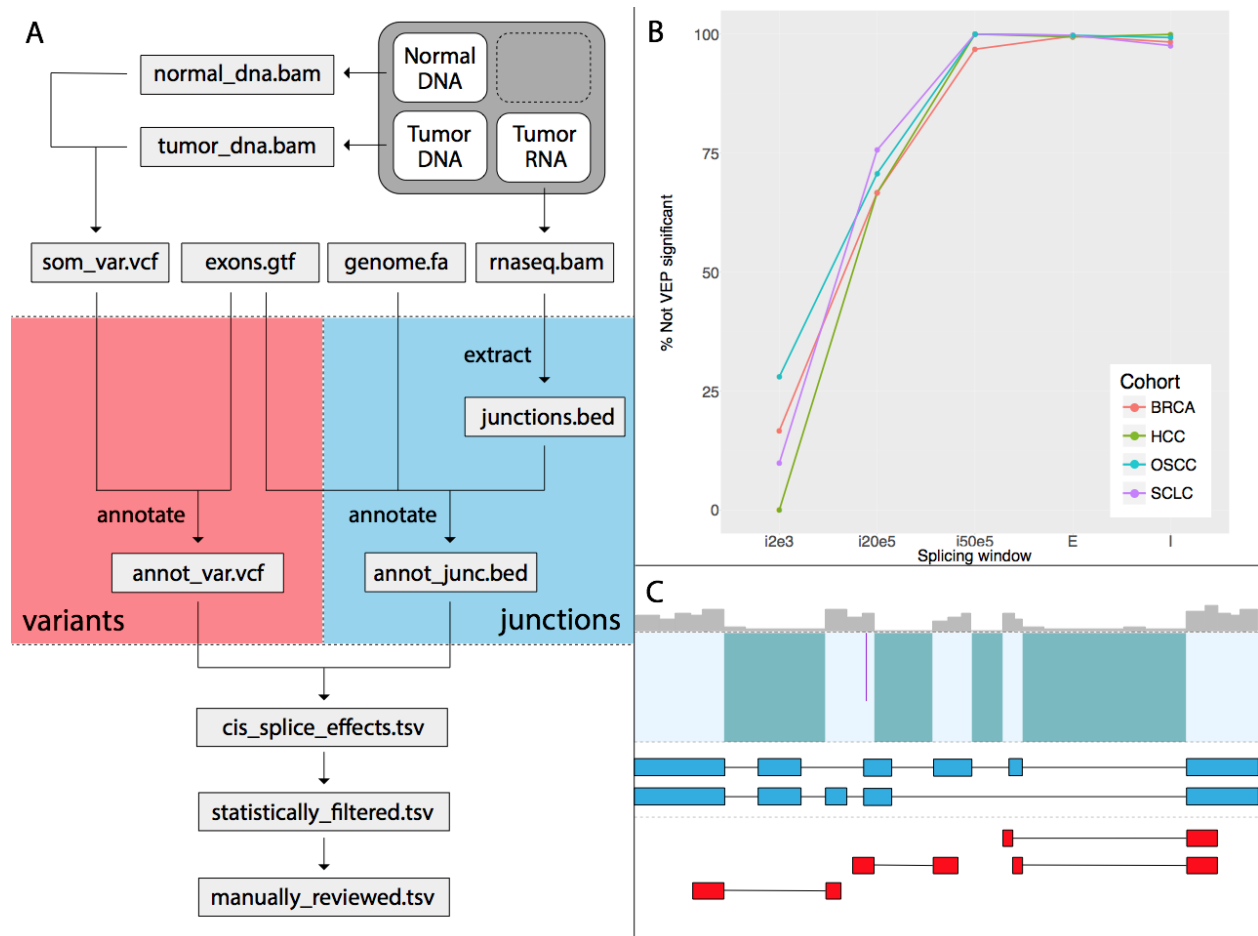 A
normal_dna.bam
Normal
DNA
tumor_dna.bam
Tumor
DNA
Tumor
RNA
som_var.vcf
exons.gtf
genome.fa
rnaseq.bam
extract
junctions.bed
annotate
annotate
annot_var.vcf
annot_junc.bed
variants
junctions
cis_splice_effects.tsv
statistically_filtered.tsv
manually_reviewed.tsv
B
% Not VEP significant
100
75
50
25
0
i2e3
i20e5
i50e5
E
I
Splicing window
Cohort
BRCA
HCC
OSCC
SCLC
C